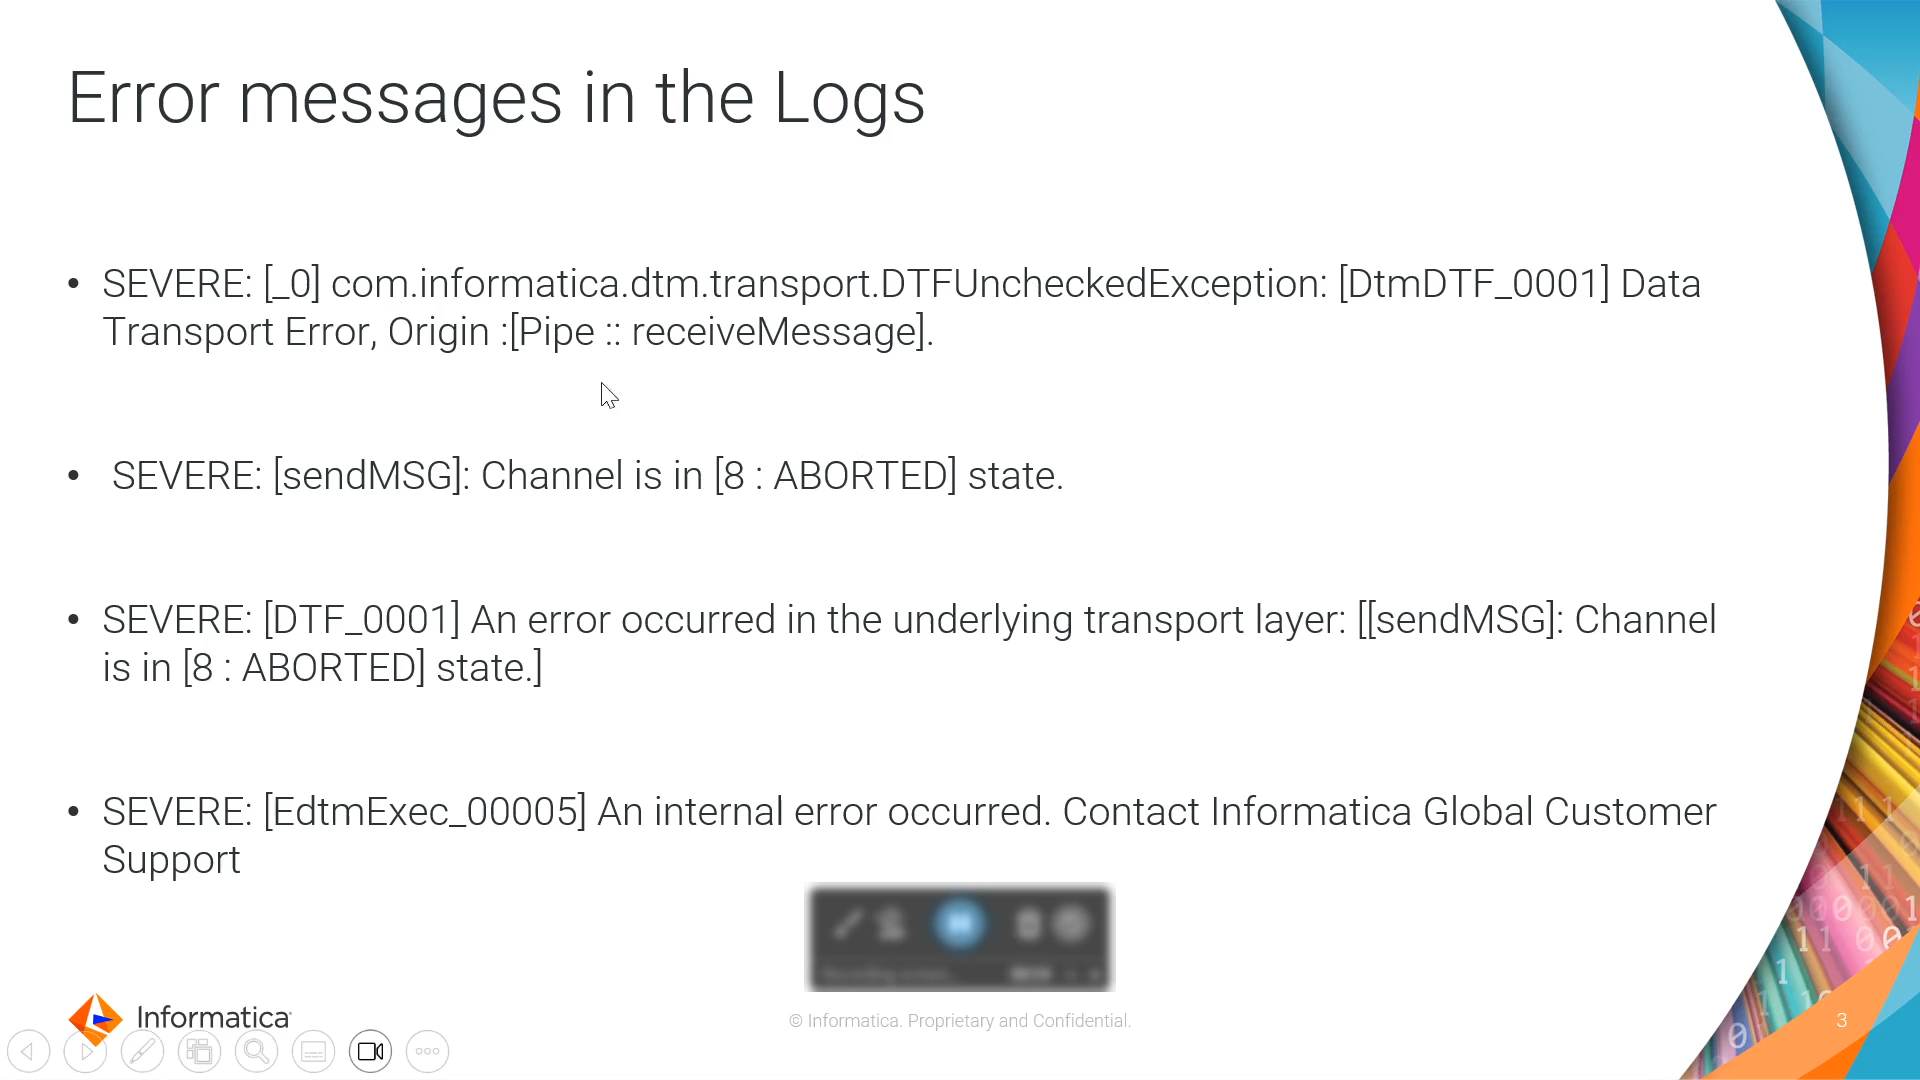 Error messages in the Logs
• SEVERE: [_0] com.informatica.dtm.transport.DTFUncheckedException: [DtmDTF_0001] Data
Transport Error, Origin :[Pipe :: receiveMessage].
• SEVERE: [sendMSG]: Channel is in [8 : ABORTED] state.
• SEVERE: [DTF_0001] An error occurred in the underlying transport layer: [[sendMSG]: Channel
is in [8 : ABORTED] state.]
• SEVERE: [EdtmExec_00005] An internal error occurred. Contact Informatica Global Customer
Support
Informatica
© Informatica. Proprietary and Confidential.
3